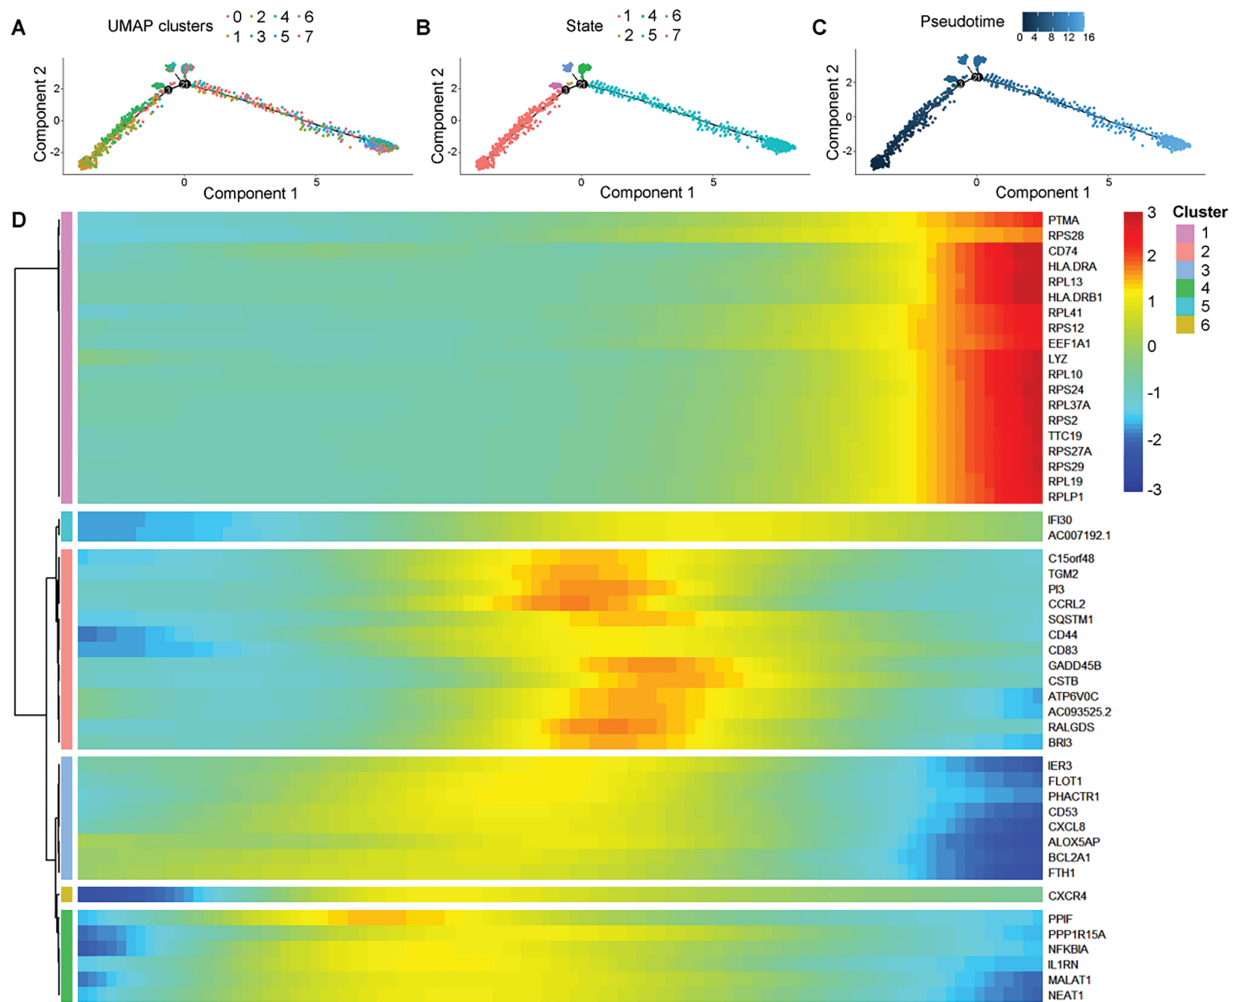 A
UMAP clusters
0 2 4 6
1 3 5 7
Component 2
2
0
-2
0 5
Component 1
B
State
1 4 6
2 5 7
Component 2
2
0
-2
0 5
Component 1
C
Pseudotime
0 4 8 12 16
Component 2
2
0
-2
0 5
Component 1
D
PTMA
RPS28
CD74
HLA.DRA
RPL13
HLA.DRB1
RPL41
RPS12
EEF1A1
LYZ
RPL10
RPS24
RPL37A
RPS2
TTC19
RPS27A
RPS29
RPL19
RPLP1
IFI30
AC007192.1
C15orf48
TGM2
PI3
CCRL2
SQSTM1
CD44
CD83
GADD45B
CSTB
ATP6V0C
AC093525.2
RALGDS
BRI3
IER3
FLOT1
PHACTR1
CD53
CXCL8
ALOX5AP
BCL2A1
FTH1
CXCR4
PPIF
PPP1R15A
NFKBIA
IL1RN
MALAT1
NEAT1
3
2
1
0
-1
-2
-3
Cluster
1
2
3
4
5
6